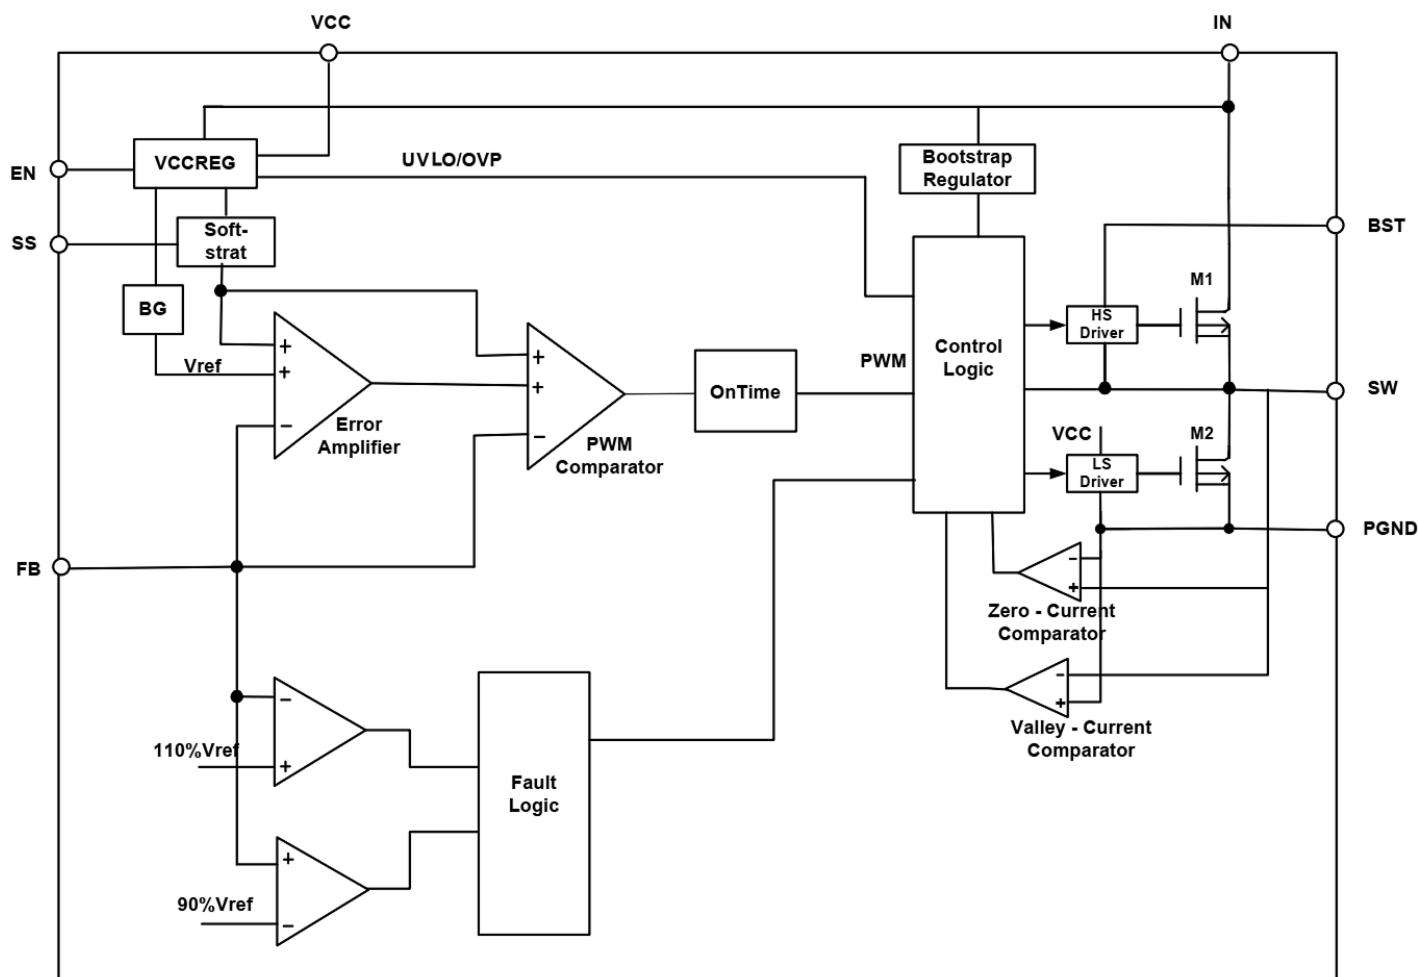 VCC
IN
EN
VCCREG
UVLO/OVP
Bootstrap
Regulator
SS
Soft-
strat
BST
BG
M1
HS
Driver
Vref
+
+
−
Error
Amplifier
+
+
−
PWM
Comparator
OnTime
PWM
Control
Logic
SW
VCC
M2
LS
Driver
PGND
FB
-
+
Zero - Current
Comparator
-
+
Valley - Current
Comparator
−
110%Vref
+
Fault
Logic
+
90%Vref
−